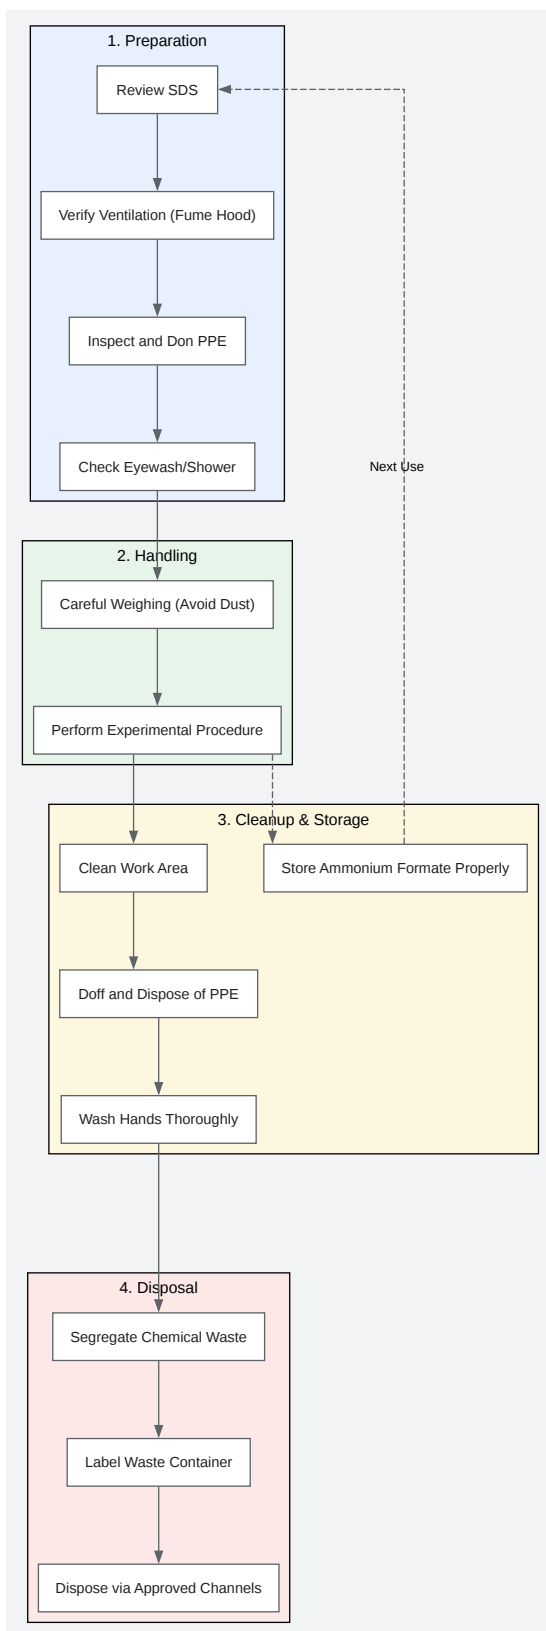 1. Preparation
Review SDS
Verify Ventilation (Fume Hood)
Inspect and Don PPE
Check Eyewash/Shower
Next Use
2. Handling
Careful Weighing (Avoid Dust)
Perform Experimental Procedure
3. Cleanup & Storage
Clean Work Area
Store Ammonium Formate Properly
Doff and Dispose of PPE
Wash Hands Thoroughly
4. Disposal
Segregate Chemical Waste
Label Waste Container
Dispose via Approved Channels